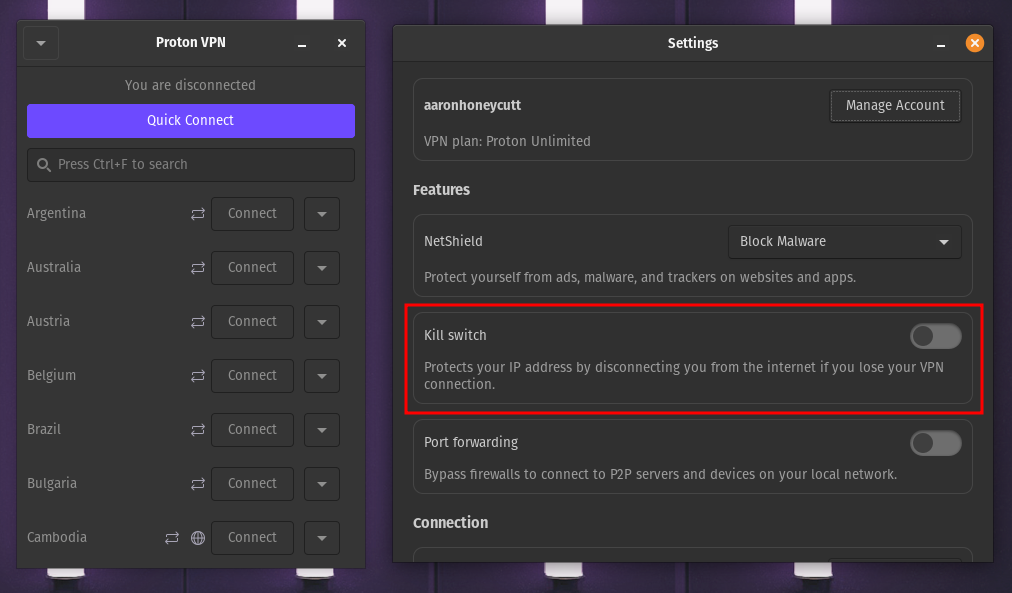 Proton VPN
You are disconnected
Quick Connect
Press Ctrl+F to search
Argentina Connect
Australia Connect
Austria Connect
Belgium Connect
Brazil Connect
Bulgaria Connect
Cambodia Connect
Settings
aaronhoneycutt Manage Account
VPN plan: Proton Unlimited
Features
NetShield Block Malware
Protect yourself from ads, malware, and trackers on websites and apps.
Kill switch
Protects your IP address by disconnecting you from the internet if you lose your VPN
connection.
Port forwarding
Bypass firewalls to connect to P2P servers and devices on your local network.
Connection